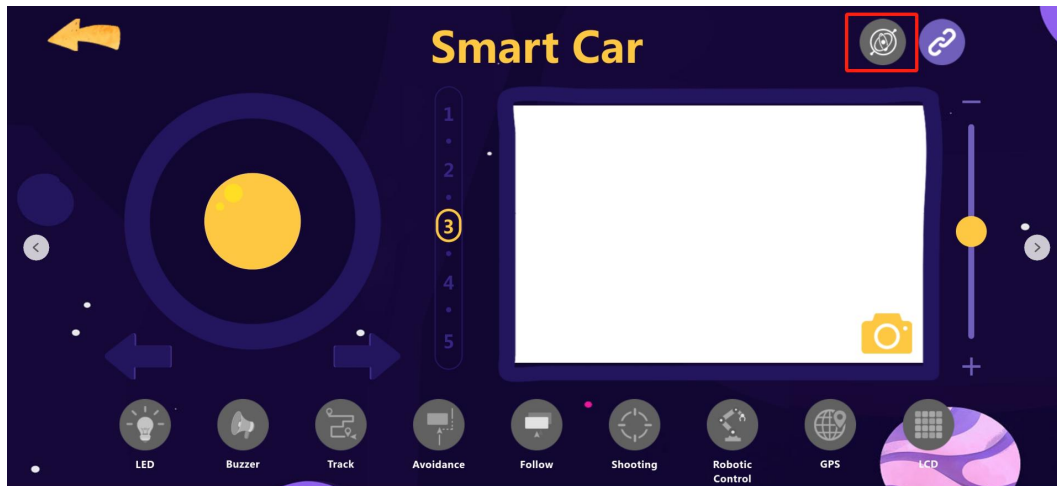 Smart Car
1
2
3
4
5
LED
Buzzer
Track
Avoidance
Follow
Shooting
Robotic
Control
GPS
LCD